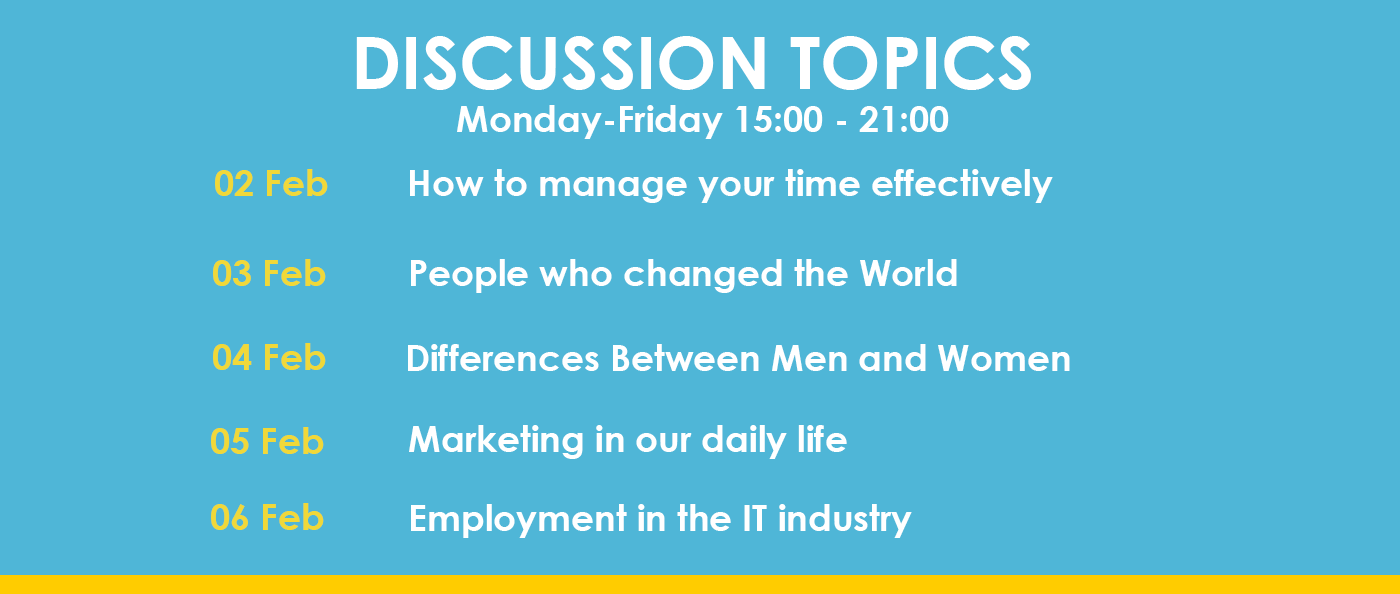 DISCUSSION TOPICS
Monday-Friday 15:00 - 21:00
02 Feb How to manage your time effectively
03 Feb People who changed the World
04 Feb Differences Between Men and Women
05 Feb Marketing in our daily life
06 Feb Employment in the IT industry